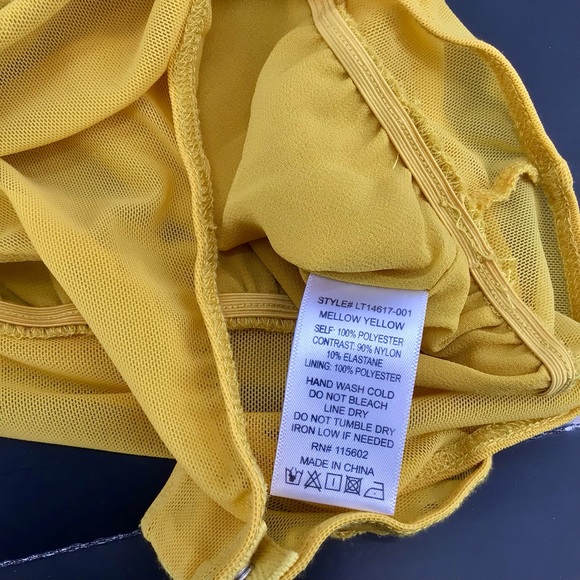 STYLE# LT14617-001
MELLOW YELLOW
SELF: 100% POLYESTER
CONTRAST: 90% NYLON
10% ELASTANE
LINING: 100% POLYESTER
HAND WASH COLD
DO NOT BLEACH
LINE DRY
DO NOT TUMBLE DRY
IRON LOW IF NEEDED
RN# 115602
MADE IN CHINA